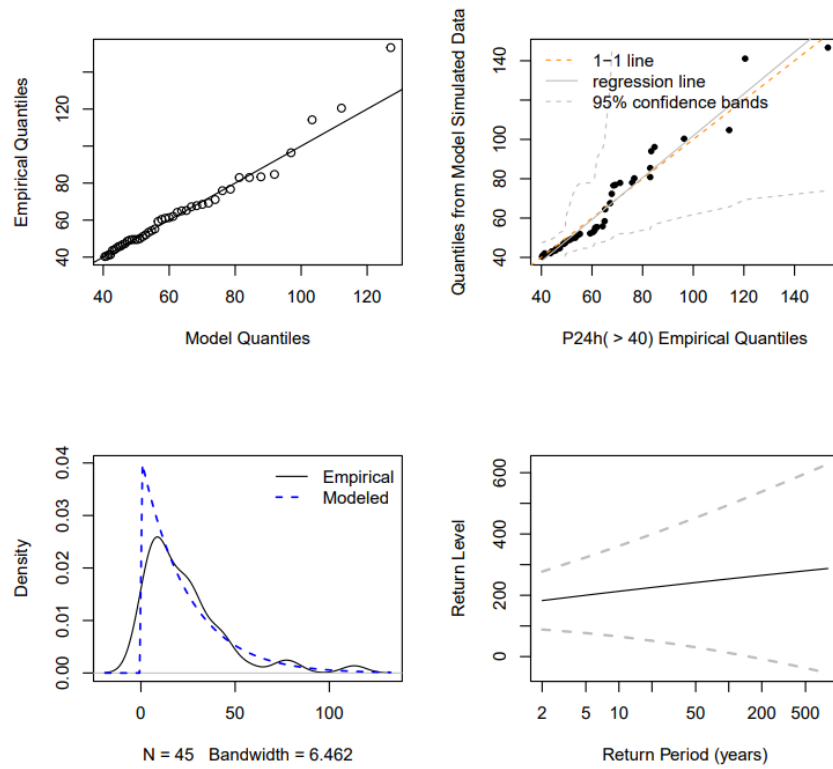 Empirical Quantiles
120
80
60
40
40
60
80
100
120
Model Quantiles
Quantiles from Model Simulated Data
140
100
80
60
40
1−1 line
regression line
95% confidence bands
40
60
80
100
120
140
P24h( > 40) Empirical Quantiles
Density
0.04
0.03
0.02
0.01
0.00
Empirical
Modeled
0
50
100
N = 45 Bandwidth = 6.462
Return Level
600
400
200
0
2
5
10
50
200
500
Return Period (years)